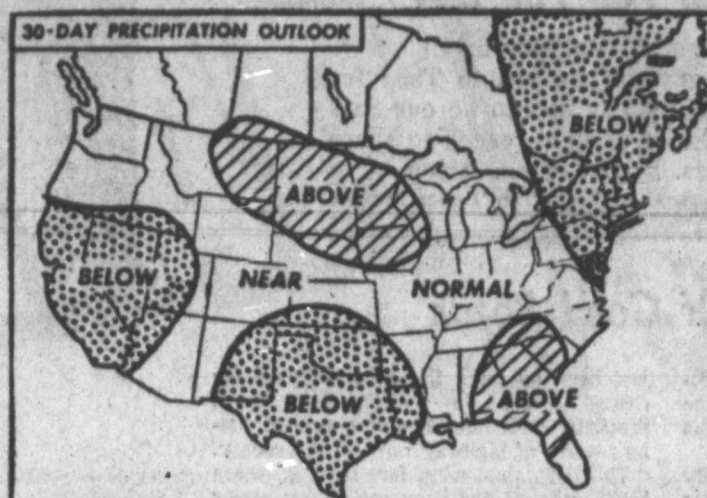 30-DAY PRECIPITATION OUTLOOK
BELOW
ABOVE
BELOW
NEAR
NORMAL
BELOW
ABOVE